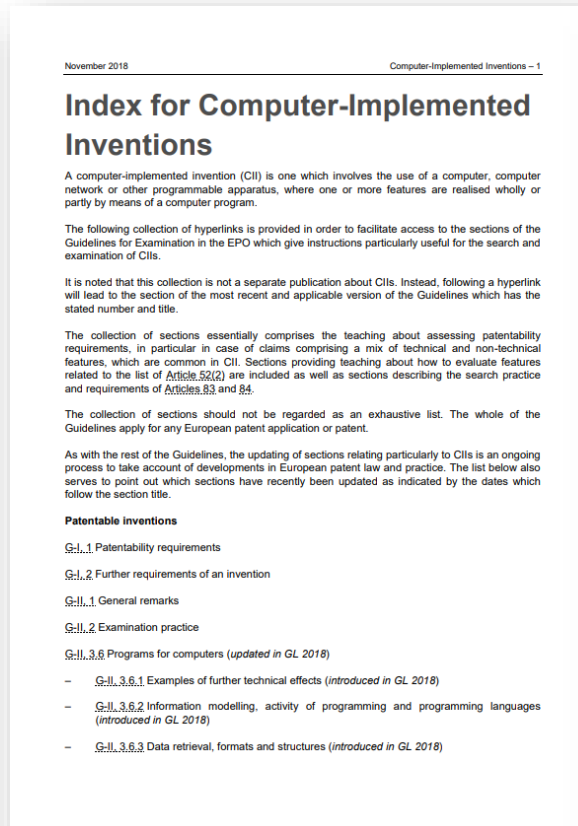 November 2018 Computer-Implemented Inventions – 1
Index for Computer-Implemented
Inventions
A computer-implemented invention (CII) is one which involves the use of a computer, computer
network or other programmable apparatus, where one or more features are realised wholly or
partly by means of a computer program.
The following collection of hyperlinks is provided in order to facilitate access to the sections of the
Guidelines for Examination in the EPO which give instructions particularly useful for the search and
examination of CIIs.
It is noted that this collection is not a separate publication about CIIs. Instead, following a hyperlink
will lead to the section of the most recent and applicable version of the Guidelines which has the
stated number and title.
The collection of sections essentially comprises the teaching about assessing patentability
requirements, in particular in case of claims comprising a mix of technical and non-technical
features, which are common in CII. Sections providing teaching about how to evaluate features
related to the list of Article 52(2) are included as well as sections describing the search practice
and requirements of Articles 83 and 84.
The collection of sections should not be regarded as an exhaustive list. The whole of the
Guidelines apply for any European patent application or patent.
As with the rest of the Guidelines, the updating of sections relating particularly to CIIs is an ongoing
process to take account of developments in European patent law and practice. The list below also
serves to point out which sections have recently been updated as indicated by the dates which
follow the section title.
Patentable inventions
G-I, 1 Patentability requirements
G-I, 2 Further requirements of an invention
G-II, 1 General remarks
G-II, 2 Examination practice
G-II, 3.6 Programs for computers (updated in GL 2018)
– G-II, 3.6.1 Examples of further technical effects (introduced in GL 2018)
– G-II, 3.6.2 Information modelling, activity of programming and programming languages
(introduced in GL 2018)
– G-II, 3.6.3 Data retrieval, formats and structures (introduced in GL 2018)